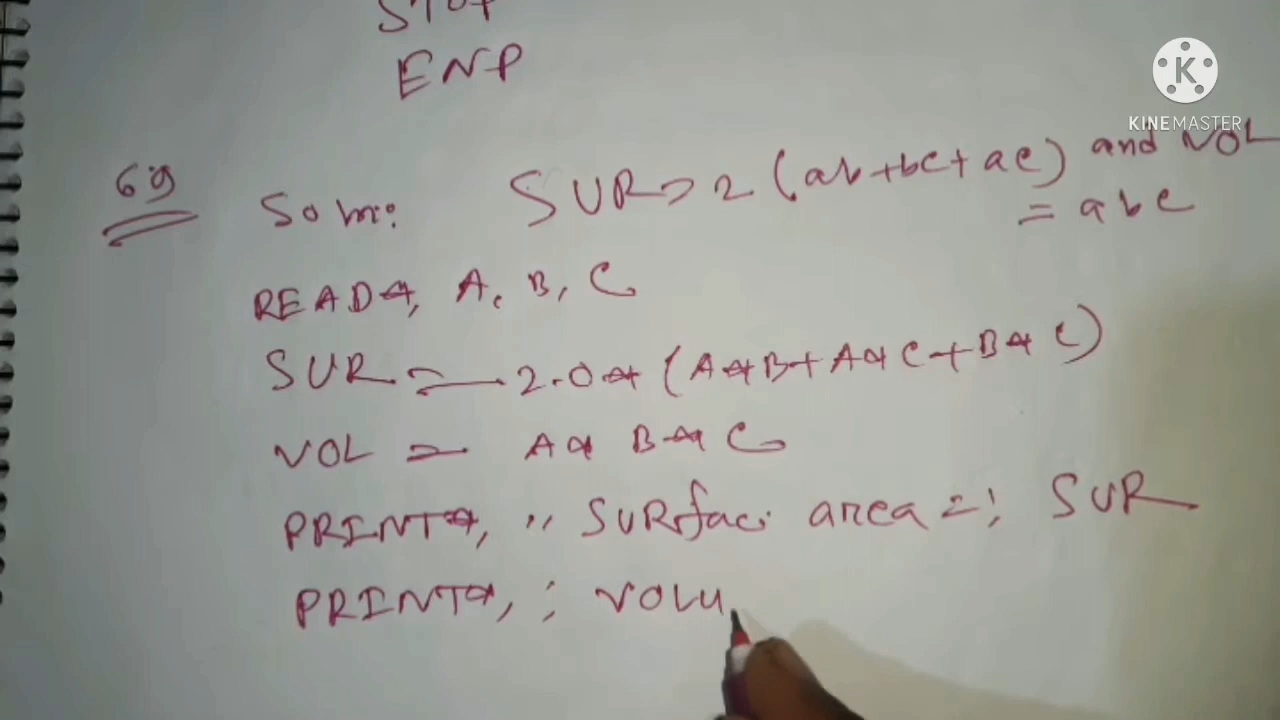 STOP
END
KINEMASTER
69 Soln: SUR = 2 (ab+bc+ac) and VOL
= abc
READ*, A, B, C
SUR = 2.0* (A*B+A*C+B*C)
VOL = A* B*C
PRINT*, '' SURface area = ; SUR
PRINT*, ; VOLU